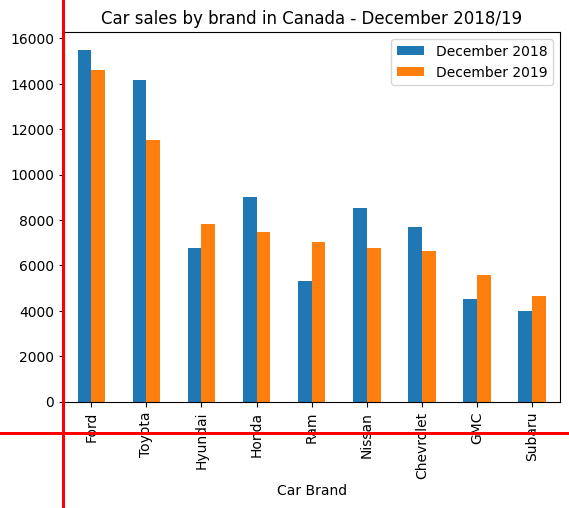 Car sales by brand in Canada - December 2018/19
December 2018
December 2019
16000
14000
12000
10000
8000
6000
4000
2000
0
Ford
Toyota
Hyundai
Honda
Ram
Nissan
Chevrolet
GMC
Subaru
Car Brand